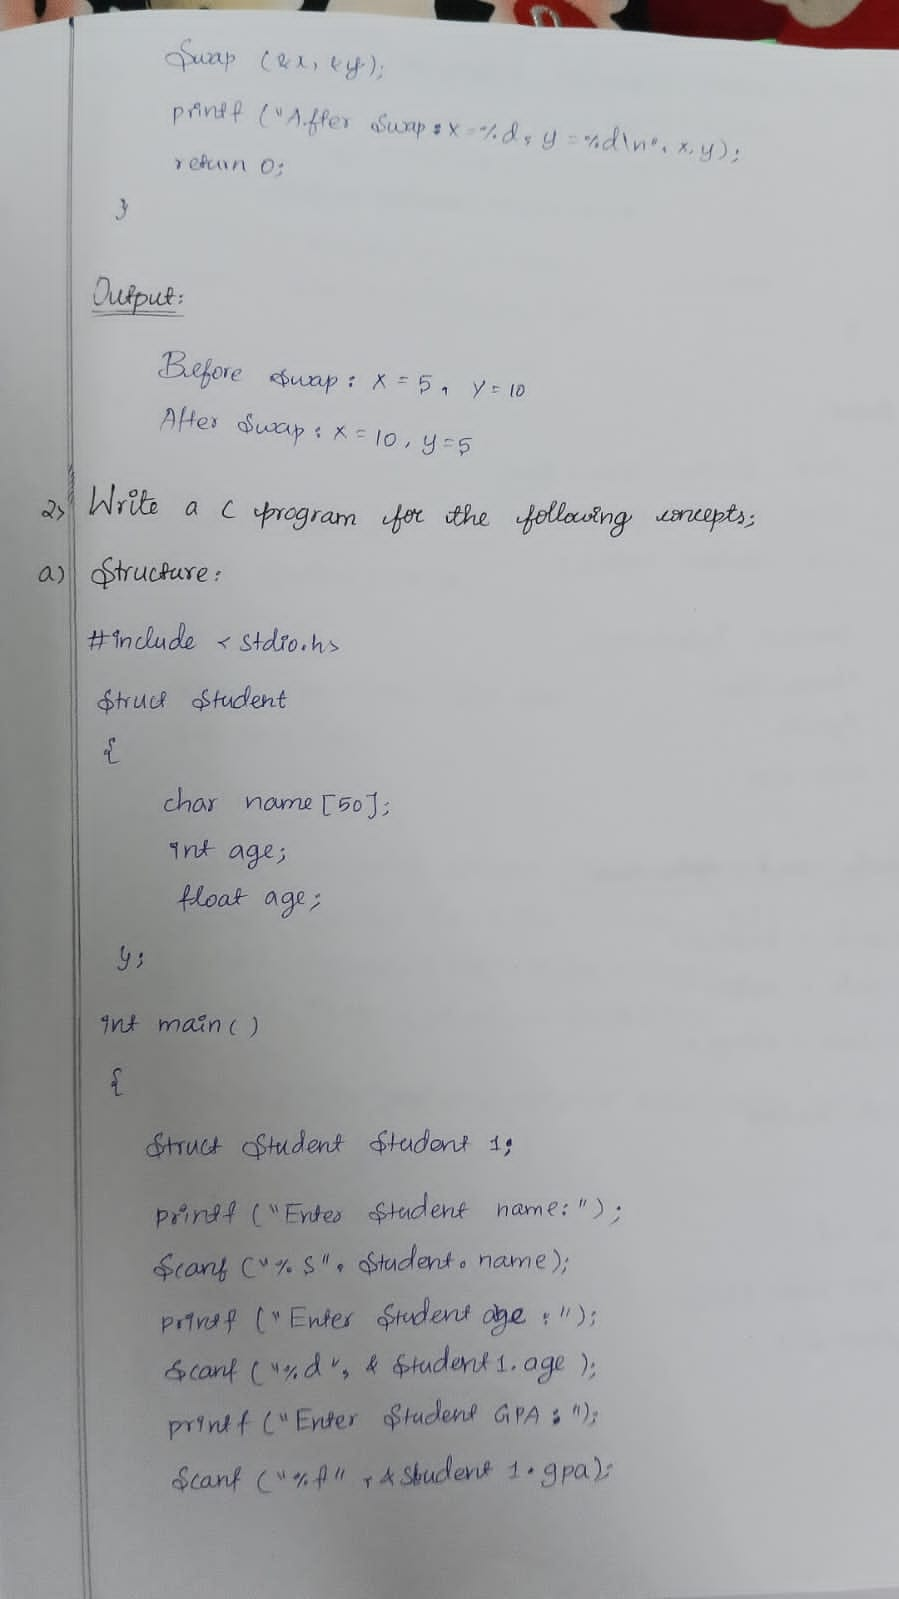 Swap (&x, &y);
printf ("After Swap: x=%d, y=%d\n", x, y);
return 0;
}
Output:
Before Swap: x = 5, y = 10
After Swap: x = 10, y = 5
2) Write a C program for the following concepts;
a) Structure:
#include <stdio.h>
Struct Student
{
char name [50];
int age;
float age;
};
int main()
{
Struct Student Student 1;
printf ("Enter Student name:");
Scanf ("%s", Student. name);
printf ("Enter Student age :");
Scanf ("%d", & Student1. age );
printf ("Enter Student GPA :");
Scanf ("%f", & Student 1. gpa);